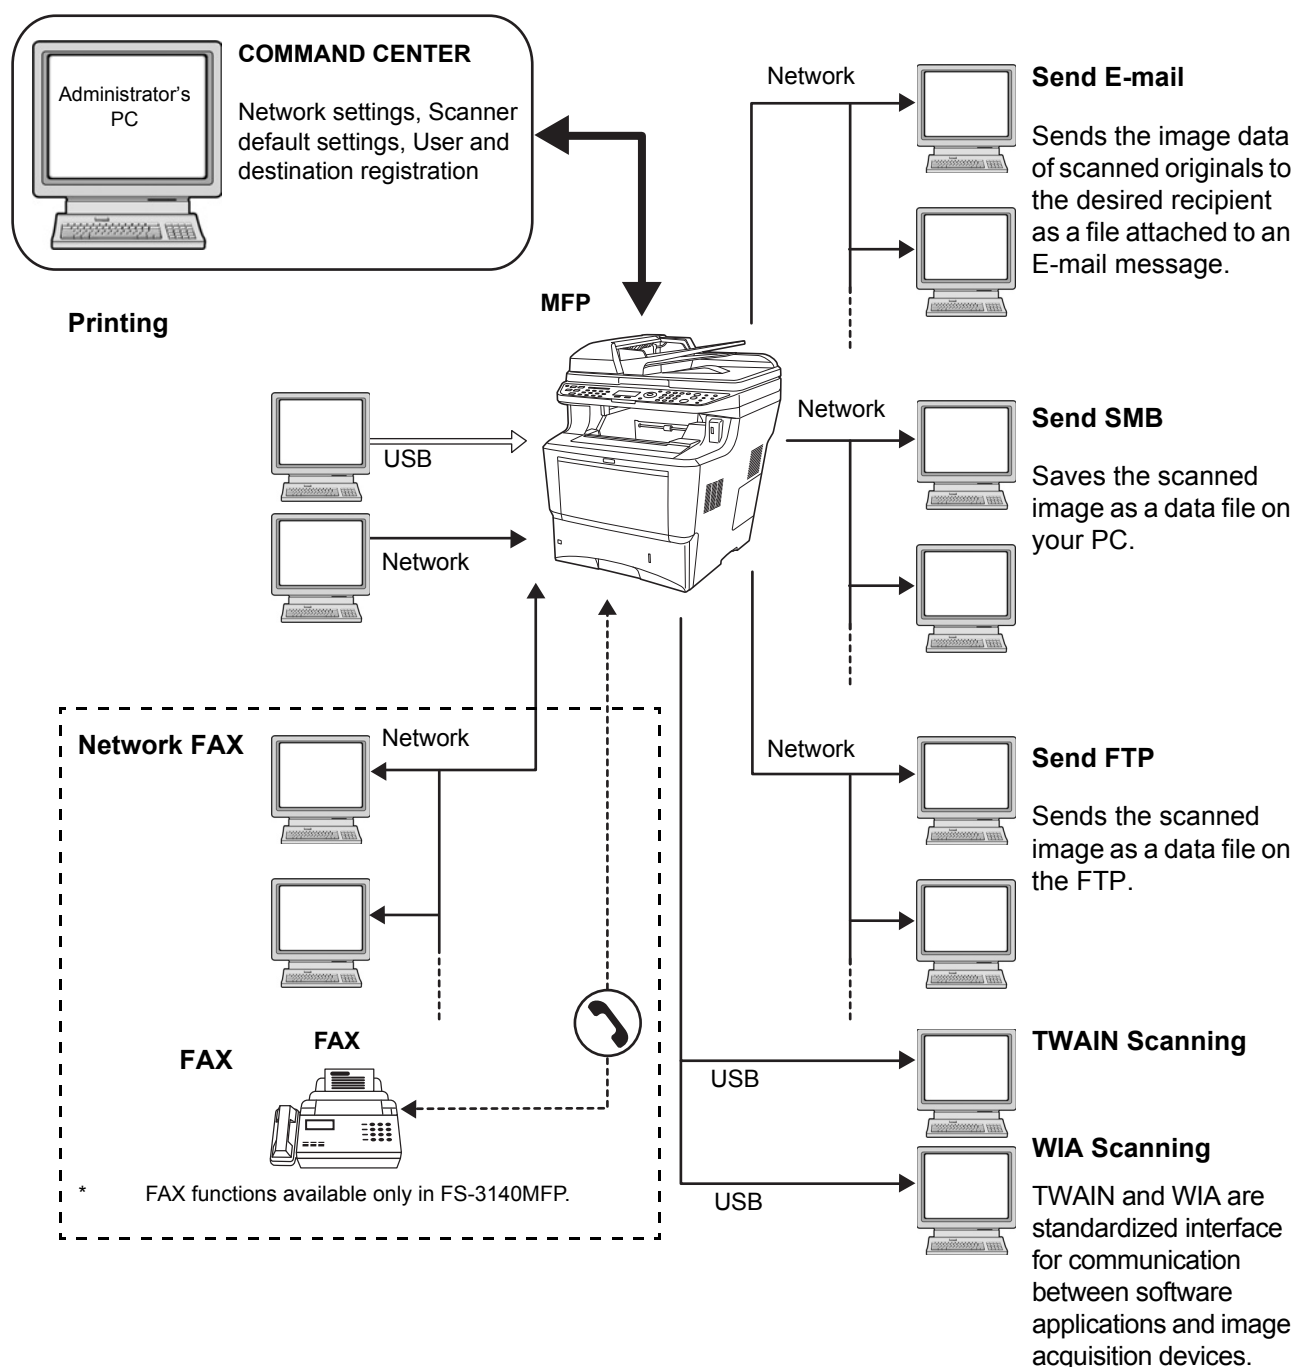 COMMAND CENTER
Administrator's
PC
Network settings, Scanner
default settings, User and
destination registration
Network
Send E-mail
Sends the image data
of scanned originals to
the desired recipient
as a file attached to an
E-mail message.
MFP
Printing
USB
Network
Network
Send SMB
Saves the scanned
image as a data file on
your PC.
Network FAX
Network
Network
Send FTP
Sends the scanned
image as a data file on
the FTP.
FAX
FAX
* FAX functions available only in FS-3140MFP.
USB
TWAIN Scanning
USB
WIA Scanning
TWAIN and WIA are
standardized interface
for communication
between software
applications and image
acquisition devices.